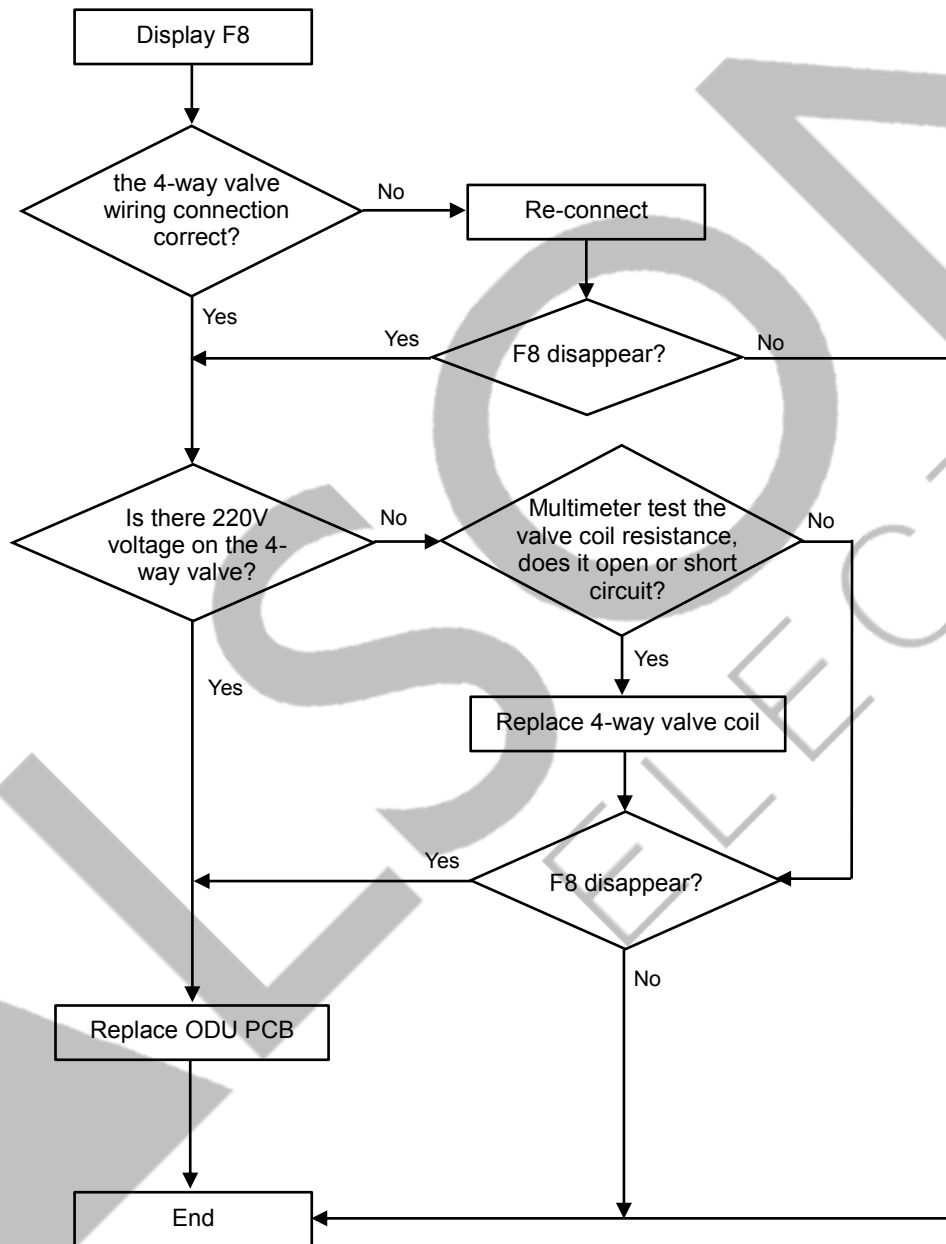 Display F8
the 4-way valve
wiring connection
correct?
No
Re-connect
Yes
Yes
F8 disappear?
No
Is there 220V
voltage on the 4-
way valve?
No
Multimeter test the
valve coil resistance,
does it open or short
circuit?
No
Yes
Yes
Replace 4-way valve coil
Yes
F8 disappear?
No
Replace ODU PCB
End